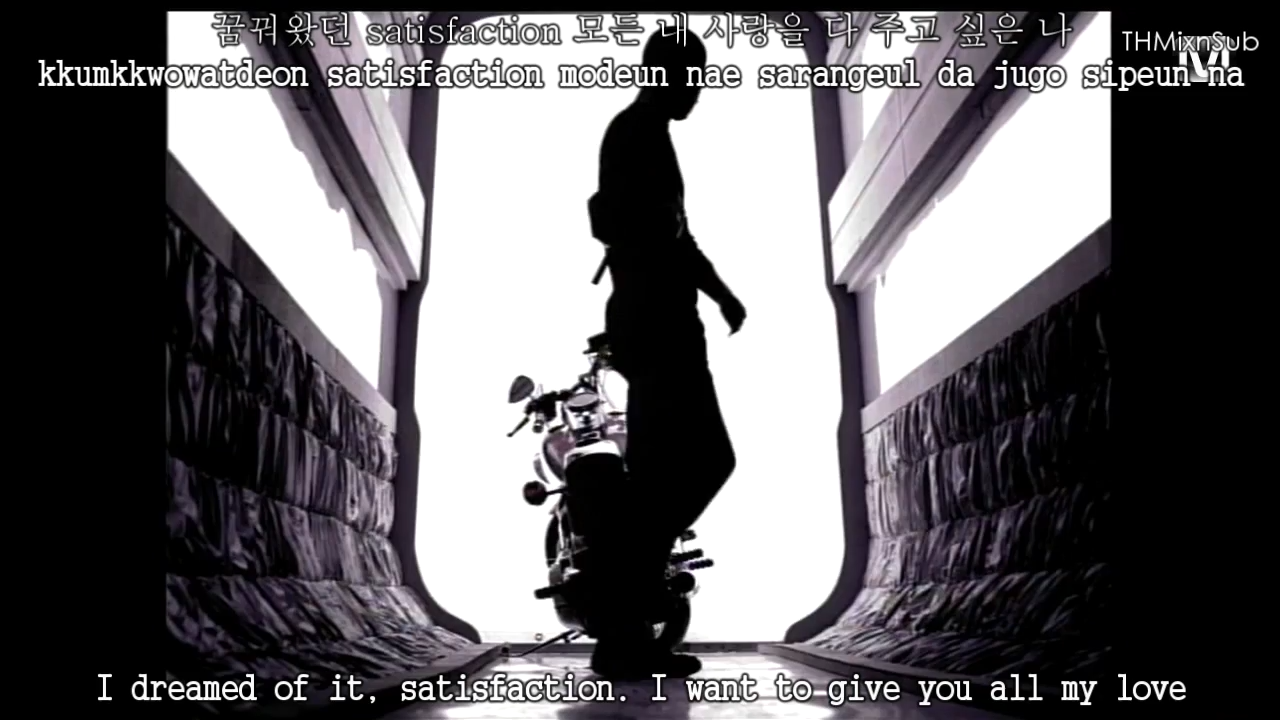 꿈꿔왔던 satisfaction 모든 내 사랑을 다 주고 싶은 나
THMixnSub
kkumkkwowatdeon satisfaction modeun nae sarangeul da jugo sipeun na
I dreamed of it, satisfaction. I want to give you all my love